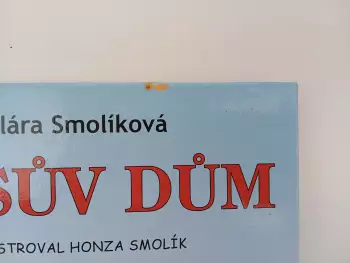 lára Smolíková
SŮV DŮM
STROVAL HONZA SMOLÍK